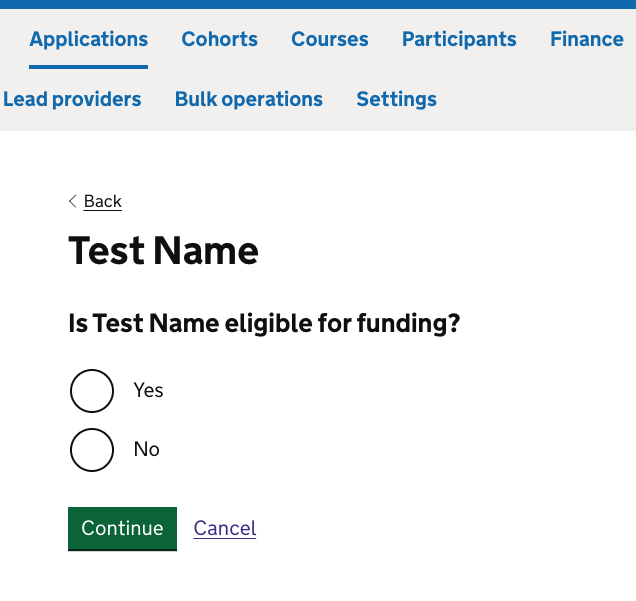 Applications Cohorts Courses Participants Finance
Lead providers Bulk operations Settings
Back
Test Name
Is Test Name eligible for funding?
Yes
No
Continue Cancel